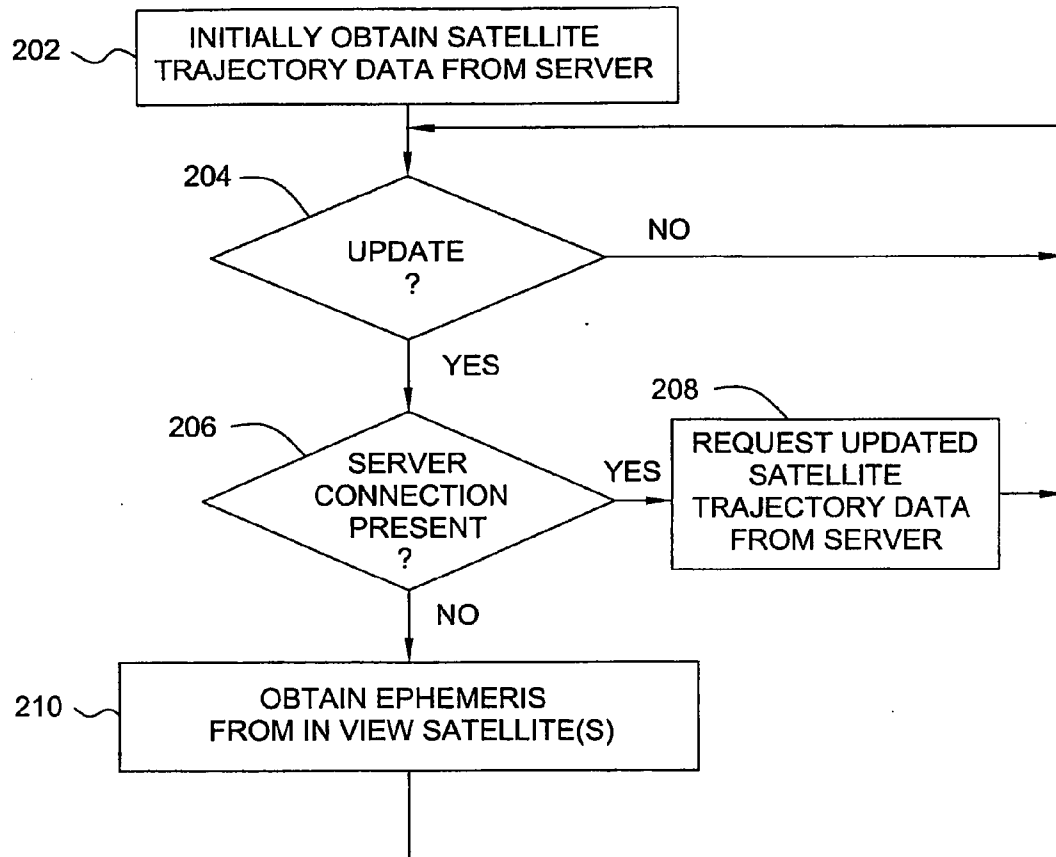 202
INITIALLY OBTAIN SATELLITE
TRAJECTORY DATA FROM SERVER
204
UPDATE
?
NO
YES
206
SERVER
CONNECTION
PRESENT
?
YES
208
REQUEST UPDATED
SATELLITE
TRAJECTORY DATA
FROM SERVER
NO
210
OBTAIN EPHEMERIS
FROM IN VIEW SATELLITE(S)